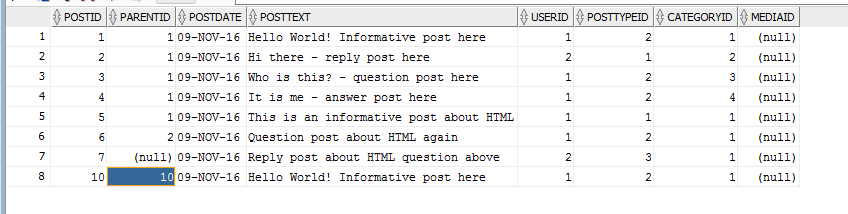 POSTID PARENTID POSTDATE POSTTEXT USERID POSTTYPEID CATEGORYID MEDIAID
1 1 1 09-NOV-16 Hello World! Informative post here 1 2 1 (null)
2 2 1 09-NOV-16 Hi there - reply post here 2 1 2 (null)
3 3 1 09-NOV-16 Who is this? - question post here 1 2 3 (null)
4 4 1 09-NOV-16 It is me - answer post here 1 2 4 (null)
5 5 1 09-NOV-16 This is an informative post about HTML 1 1 1 (null)
6 6 2 09-NOV-16 Question post about HTML again 1 2 1 (null)
7 7 (null) 09-NOV-16 Reply post about HTML question above 2 3 1 (null)
8 10 10 09-NOV-16 Hello World! Informative post here 1 2 1 (null)